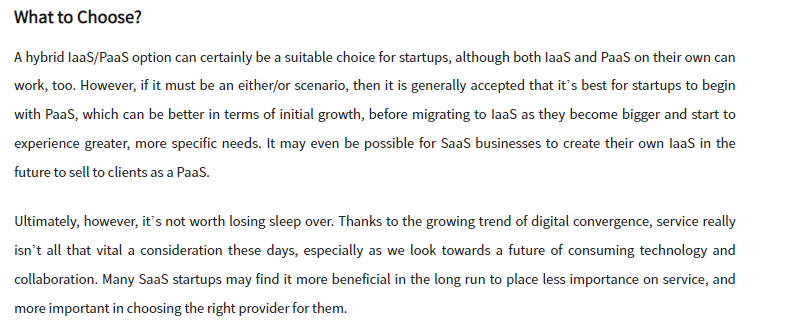 What to Choose?
A hybrid IaaS/PaaS option can certainly be a suitable choice for startups, although both IaaS and PaaS on their own can
work, too. However, if it must be an either/or scenario, then it is generally accepted that it's best for startups to begin
with PaaS, which can be better in terms of initial growth, before migrating to IaaS as they become bigger and start to
experience greater, more specific needs. It may even be possible for SaaS businesses to create their own IaaS in the
future to sell to clients as a PaaS.
Ultimately, however, it's not worth losing sleep over. Thanks to the growing trend of digital convergence, service really
isn't all that vital a consideration these days, especially as we look towards a future of consuming technology and
collaboration. Many SaaS startups may find it more beneficial in the long run to place less importance on service, and
more important in choosing the right provider for them.